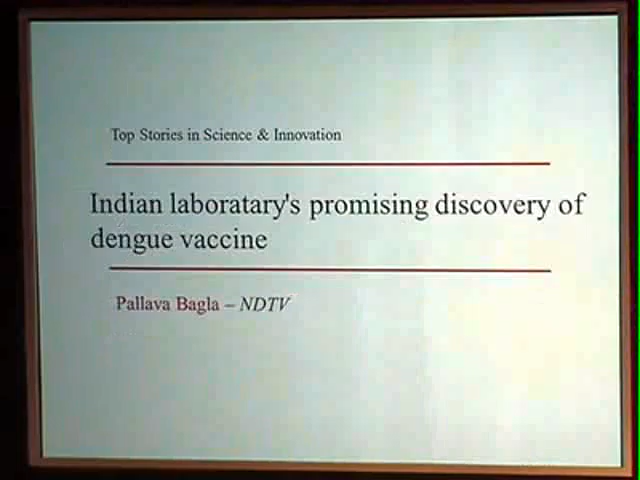 Top Stories in Science & Innovation
Indian laboratary's promising discovery of
dengue vaccine
Pallava Bagla – NDTV